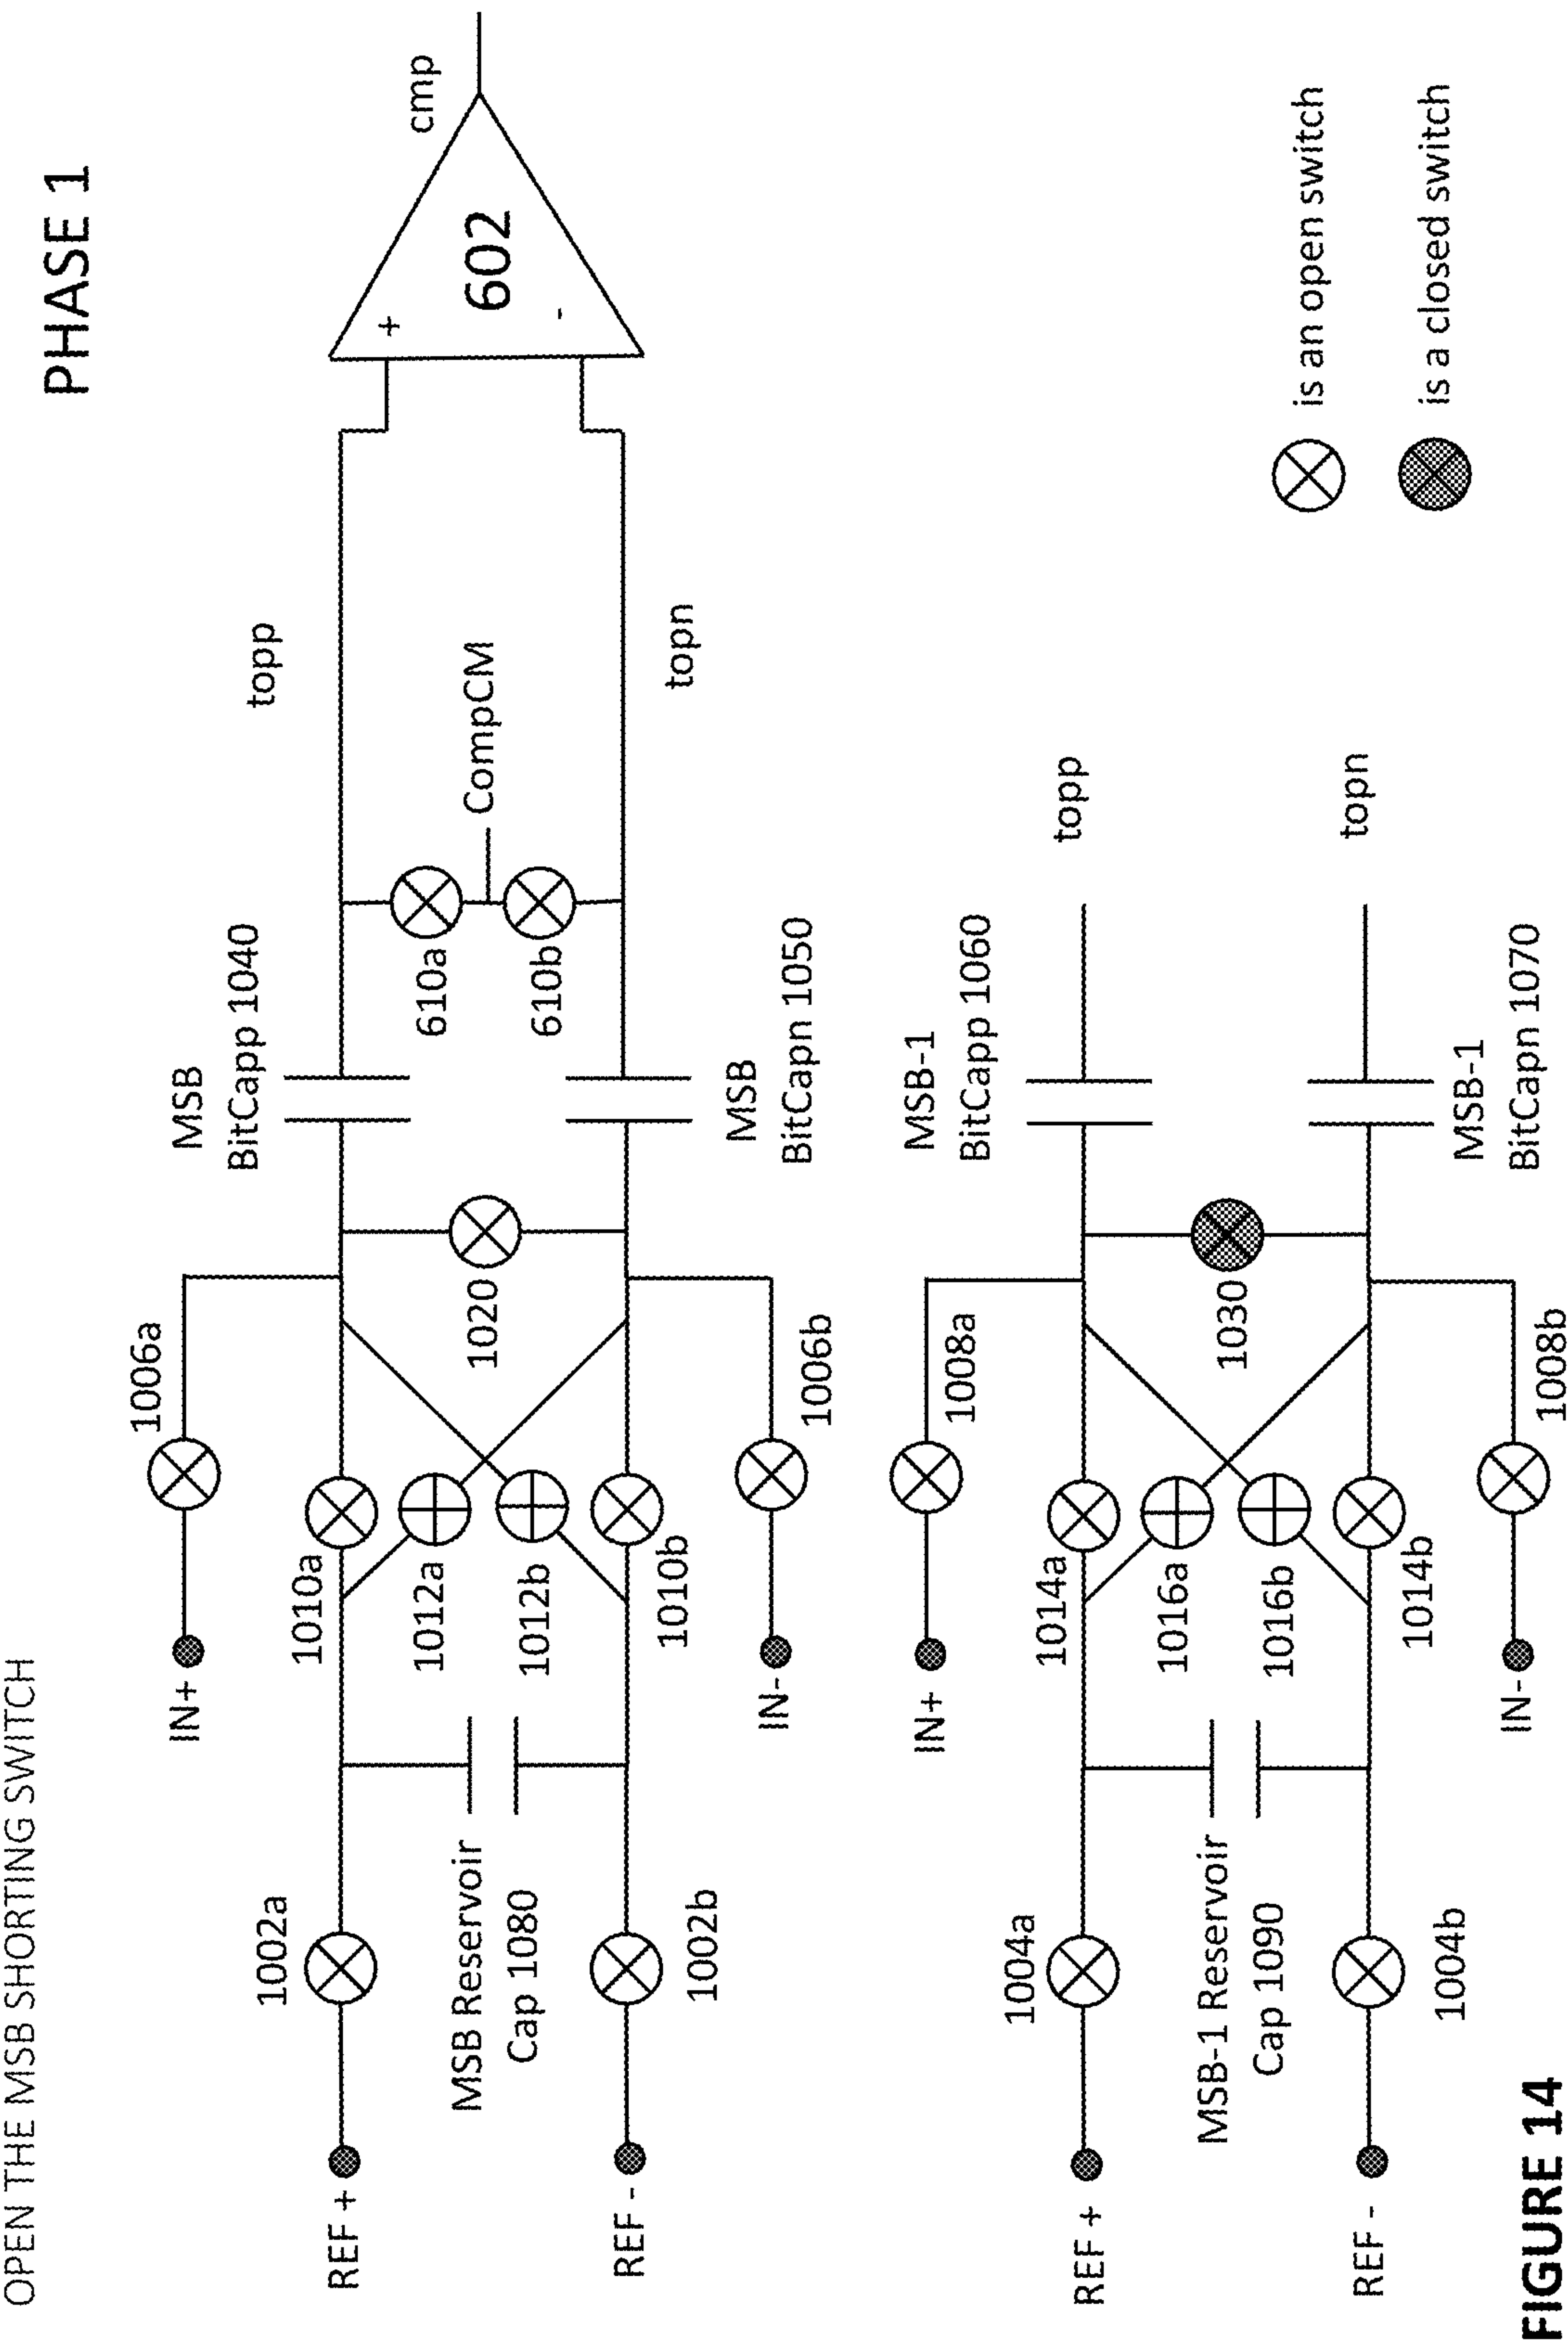 OPEN THE MSB SHORTING SWITCH
PHASE 1
1006a
IN+
MSB
BitCapp 1040
topp
cmp
1002a
1010a
REF +
610a
+
1012a
MSB Reservoir
Cap 1080
1020
CompCM
602
1012b
610b
-
REF -
1010b
topn
1002b
MSB
BitCapn 1050
IN-
1006b
1008a
IN+
MSB-1
BitCapp 1060
topp
1004a
1014a
REF +
1016a
MSB-1 Reservoir
Cap 1090
1030
1016b
is an open switch
REF -
1014b
topn
is a closed switch
1004b
MSB-1
BitCapn 1070
IN-
1008b
FIGURE 14